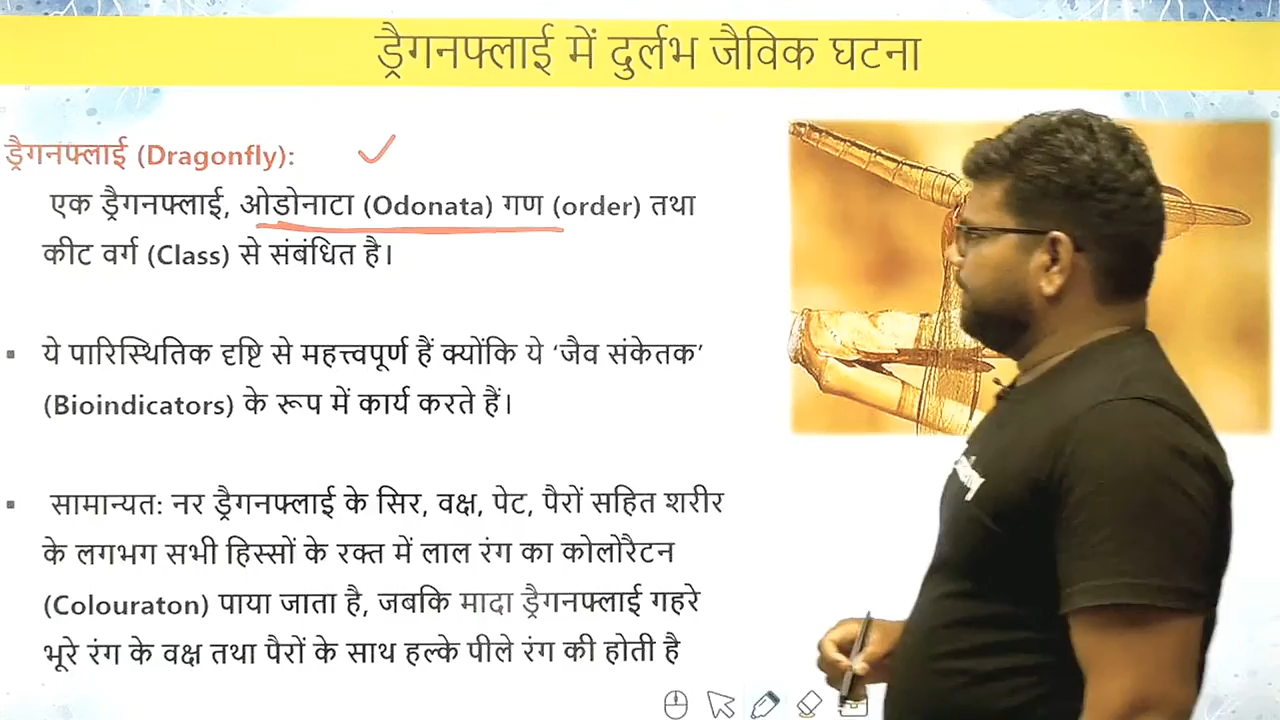 ड्रैगनफ्लाई में दुर्लभ जैविक घटना
ड्रैगनफ्लाई (Dragonfly):
एक ड्रैगनफ्लाई, ओडोनाटा (Odonata) गण (order) तथा
कीट वर्ग (Class) से संबंधित है।
▪ ये पारिस्थितिक दृष्टि से महत्त्वपूर्ण हैं क्योंकि ये ‘जैव संकेतक’
(Bioindicators) के रूप में कार्य करते हैं।
▪ सामान्यत: नर ड्रैगनफ्लाई के सिर, वक्ष, पेट, पैरों सहित शरीर
के लगभग सभी हिस्सों के रक्त में लाल रंग का कोलोरैटन
(Colouraton) पाया जाता है, जबकि मादा ड्रैगनफ्लाई गहरे
भूरे रंग के वक्ष तथा पैरों के साथ हल्के पीले रंग की होती है